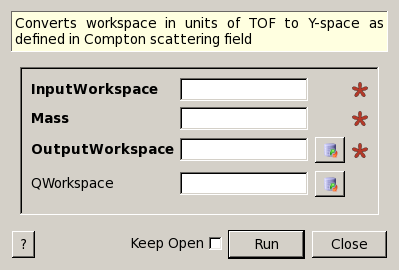 Converts workspace in units of TOF to Y-space as
defined in Compton scattering field
InputWorkspace
Mass
OutputWorkspace
QWorkspace
? Keep Open Run Close